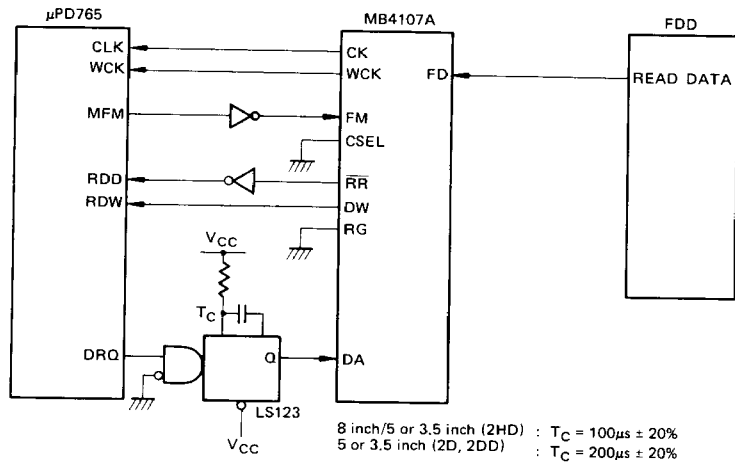 μPD765
MB4107A
FDD
CLK
CK
WCK
WCK
FD
READ DATA
MFM
FM
CSEL
RDD
RR
RDW
DW
RG
VCC
TC
DRQ
Q
DA
LS123
VCC
8 inch/5 or 3.5 inch (2HD) : TC = 100μs ± 20%
5 or 3.5 inch (2D, 2DD) : TC = 200μs ± 20%